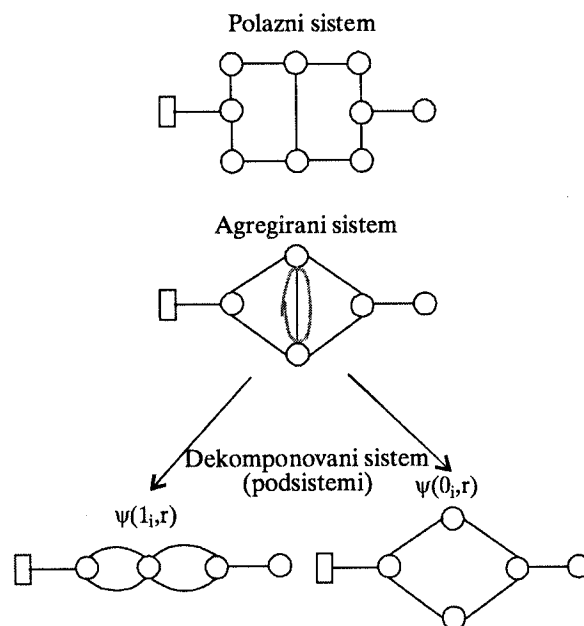 Polazni sistem
Agregirani sistem
Dekomponovani sistem
(podsistemi)
ψ(1ᵢ,r)
ψ(0ᵢ,r)